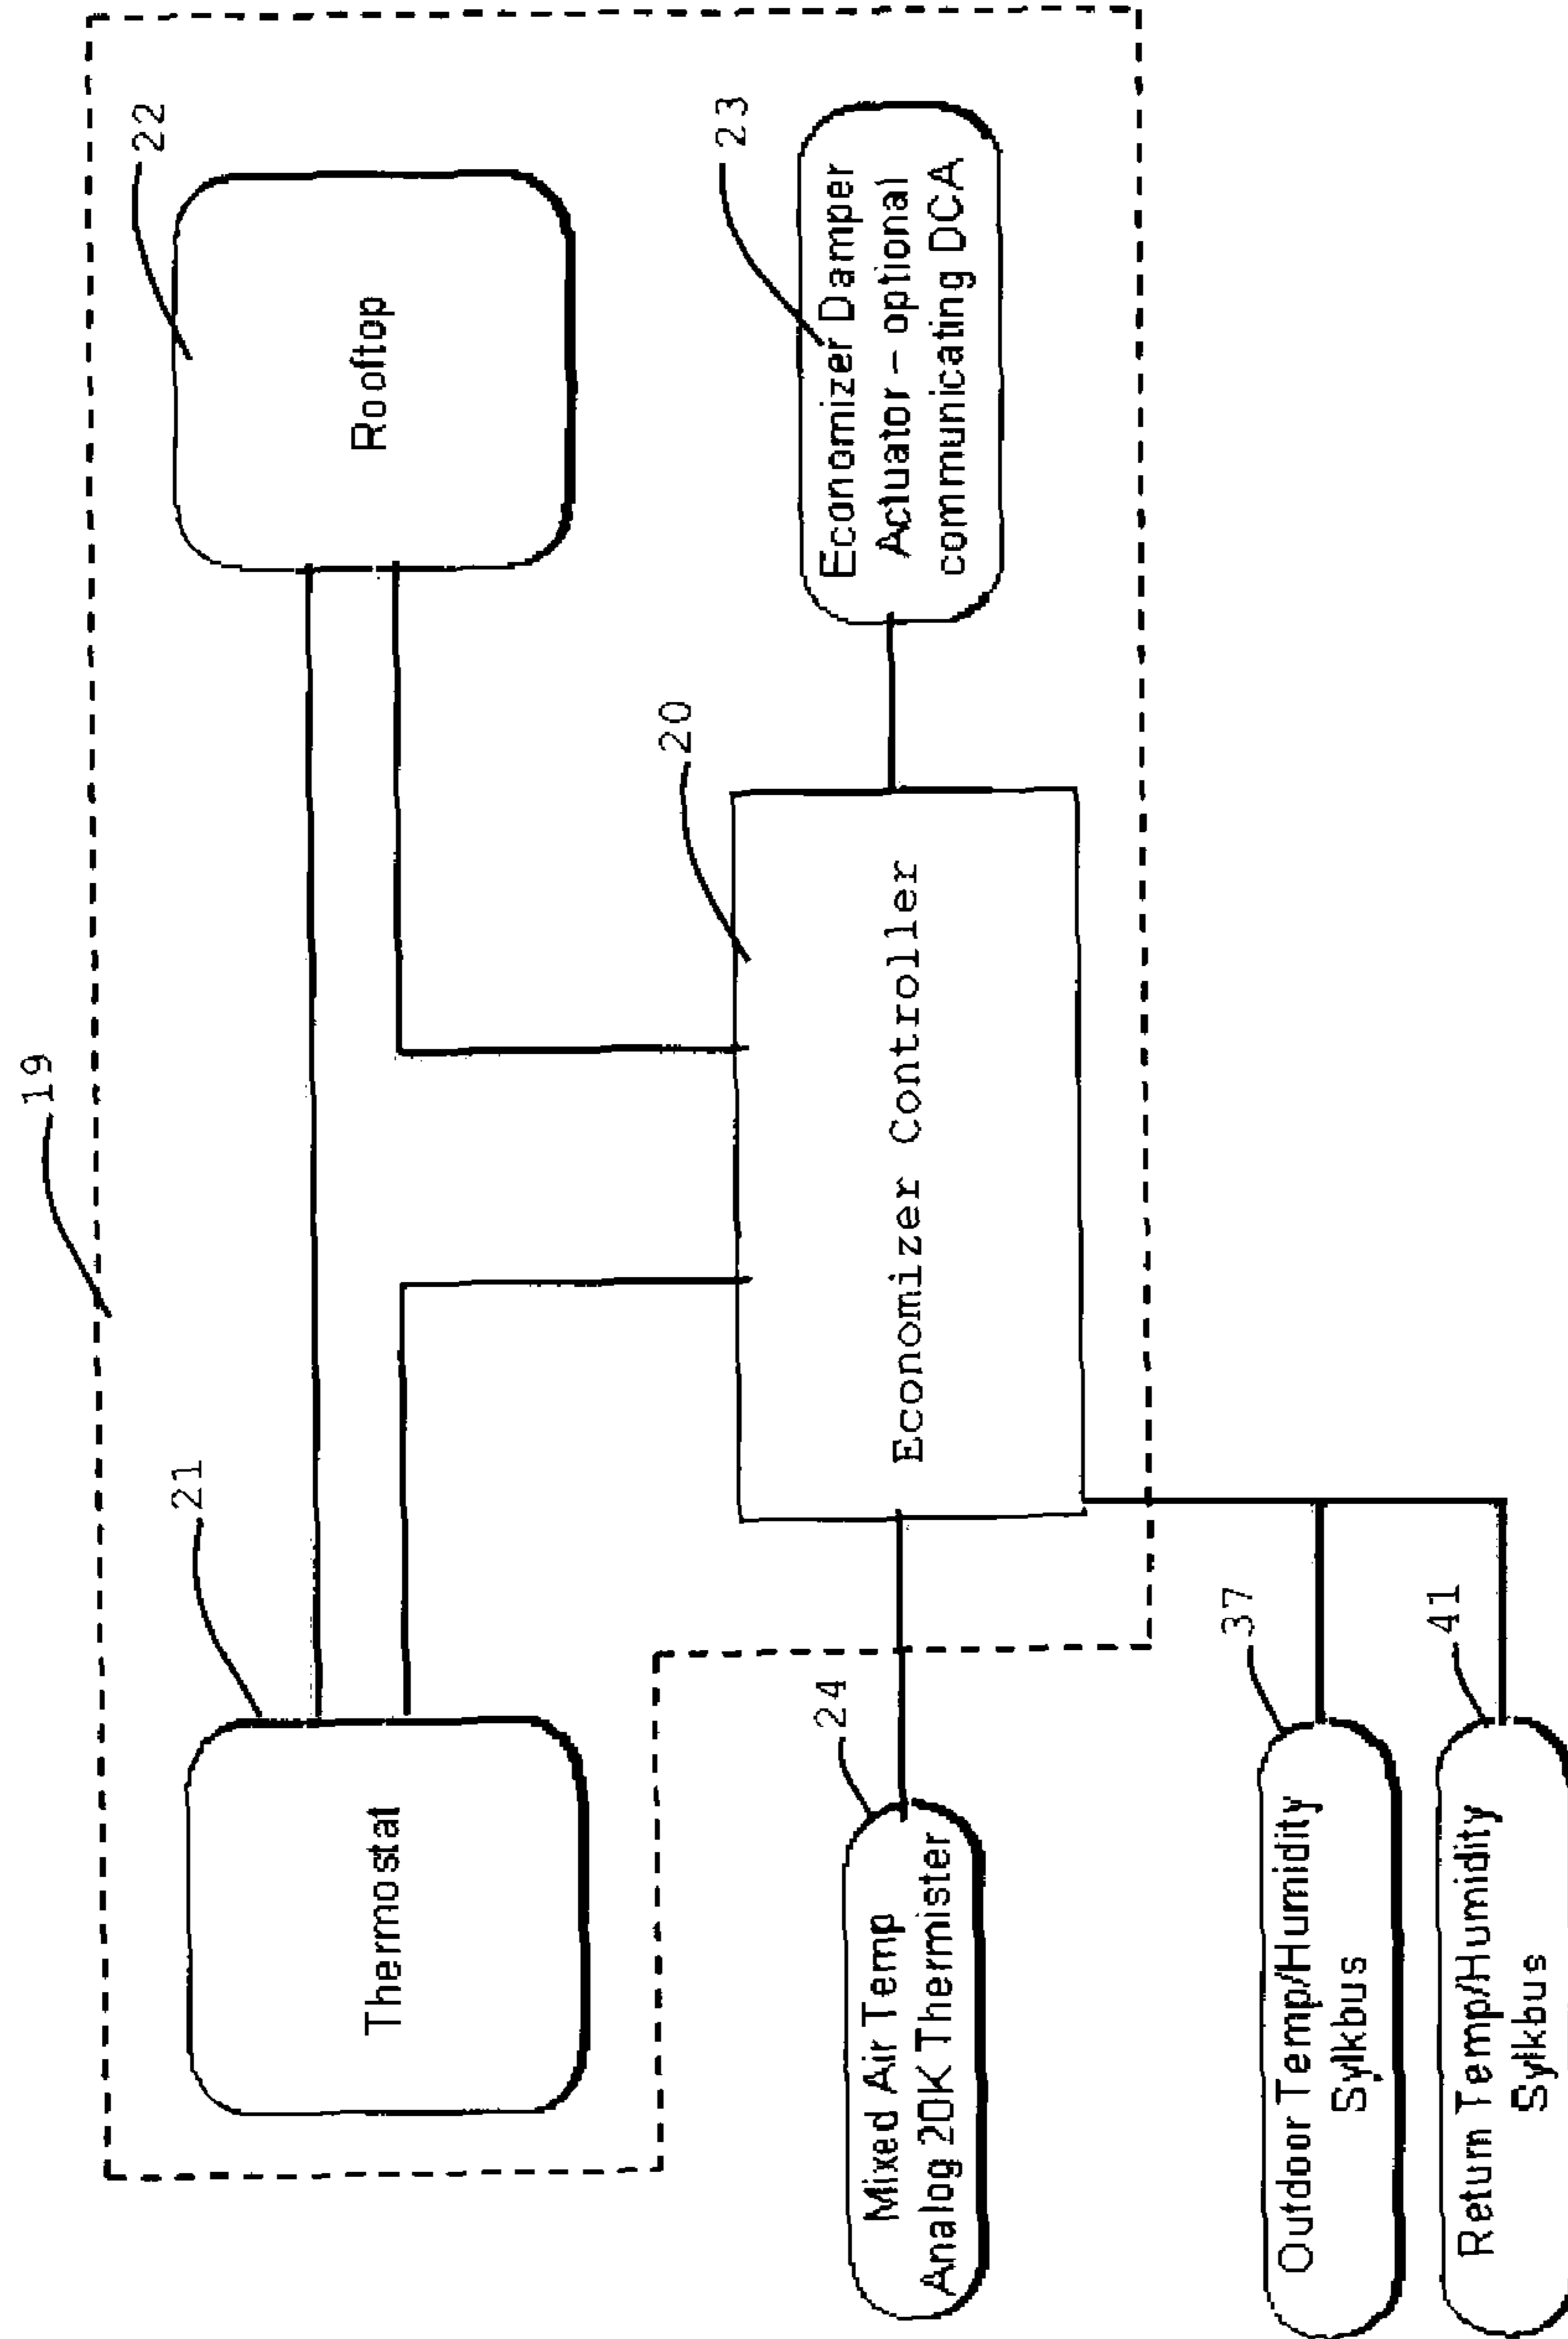 19
21
Thermostat
22
Rooftop
20
Economizer Controller
23
Economizer Damper
Actuator - optional
communicating DCA
24
Mixed Air Temp
Analog 20K Thermister
37
Outdoor Temp/Humidity
Sylkbus
41
Return Temp/Humidity
Sylkbus